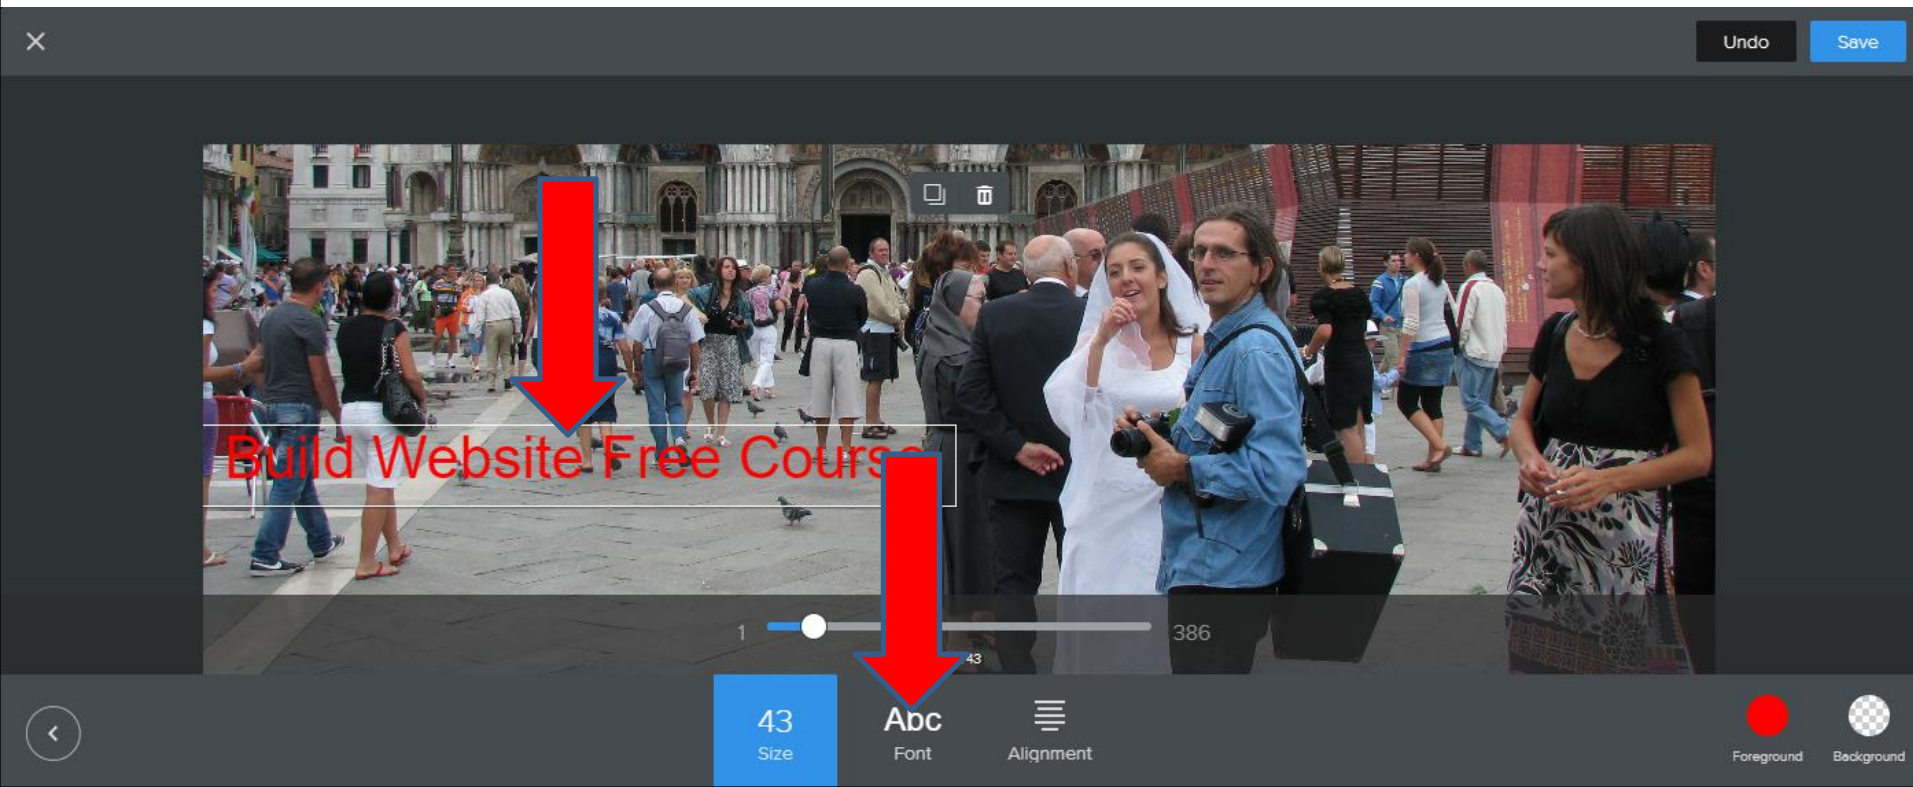 Undo Save
Build Website Free Course
1 386
43
43 Abc
Size Font Alignment Foreground Background